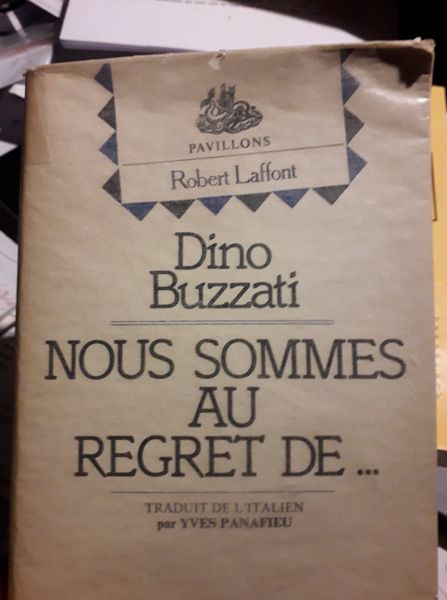 PAVILLONS
Robert Laffont
Dino
Buzzati
NOUS SOMMES
AU
REGRET DE...
TRADUIT DE L'ITALIEN
par YVES PANAFIEU